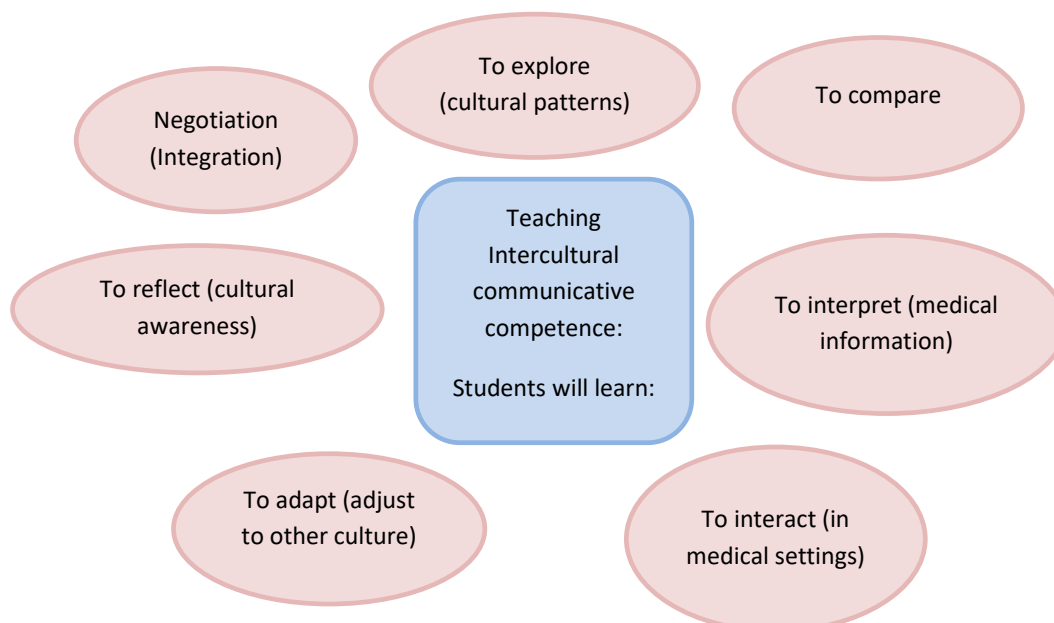 To explore
(cultural patterns)
To compare
Negotiation
(Integration)
Teaching
Intercultural
communicative
competence:
Students will learn:
To reflect (cultural
awareness)
To interpret (medical
information)
To adapt (adjust
to other culture)
To interact (in
medical settings)